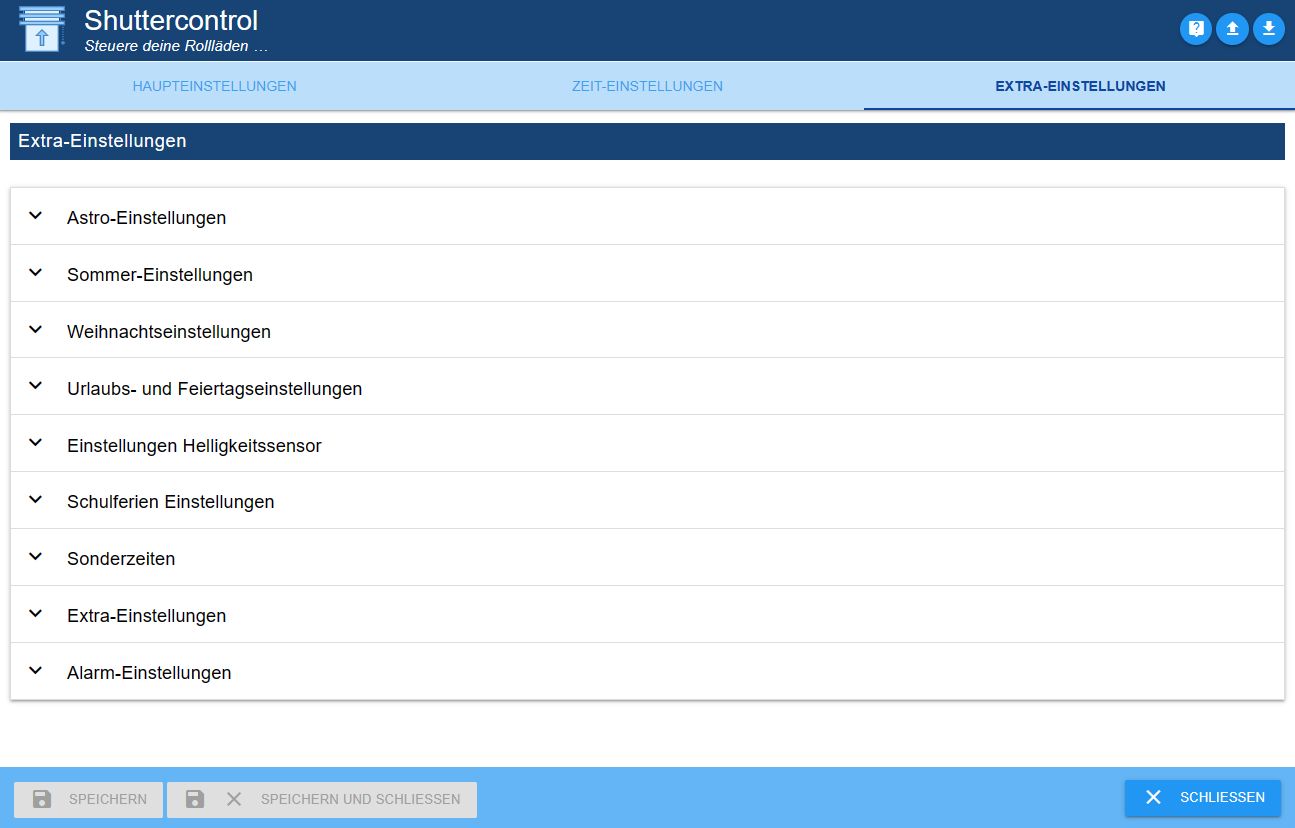 Shuttercontrol
Steuere deine Rollläden ...
HAUPTEINSTELLUNGEN
ZEIT-EINSTELLUNGEN
EXTRA-EINSTELLUNGEN
Extra-Einstellungen
Astro-Einstellungen
Sommer-Einstellungen
Weihnachtseinstellungen
Urlaubs- und Feiertagseinstellungen
Einstellungen Helligkeitssensor
Schulferien Einstellungen
Sonderzeiten
Extra-Einstellungen
Alarm-Einstellungen
SPEICHERN
SPEICHERN UND SCHLIESSEN
SCHLIESSEN